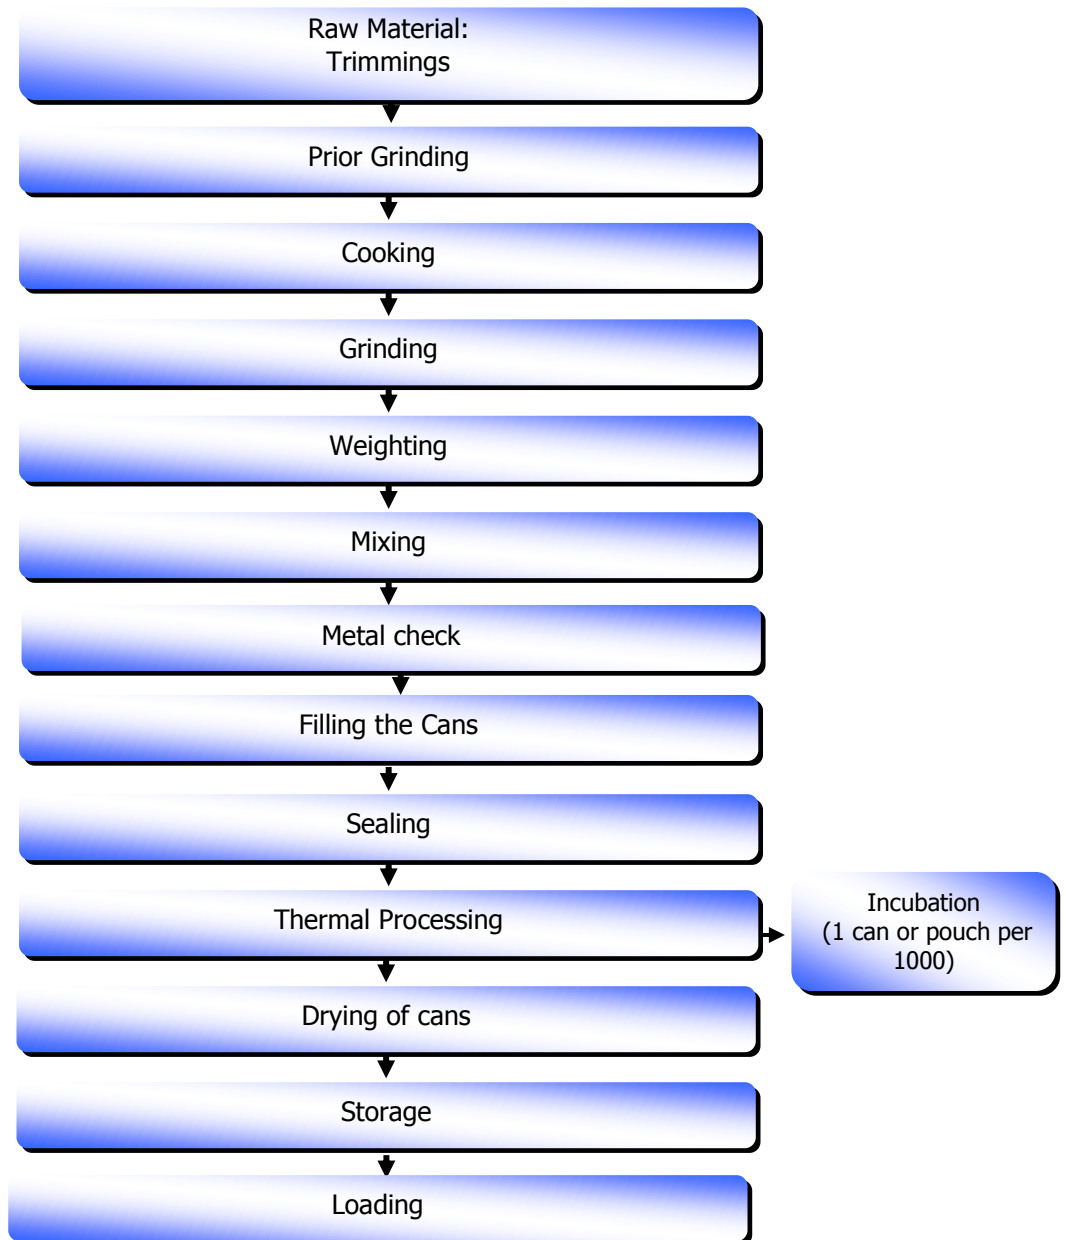 Raw Material:
Trimmings
Prior Grinding
Cooking
Grinding
Weighting
Mixing
Metal check
Filling the Cans
Sealing
Thermal Processing
Incubation
(1 can or pouch per
1000)
Drying of cans
Storage
Loading